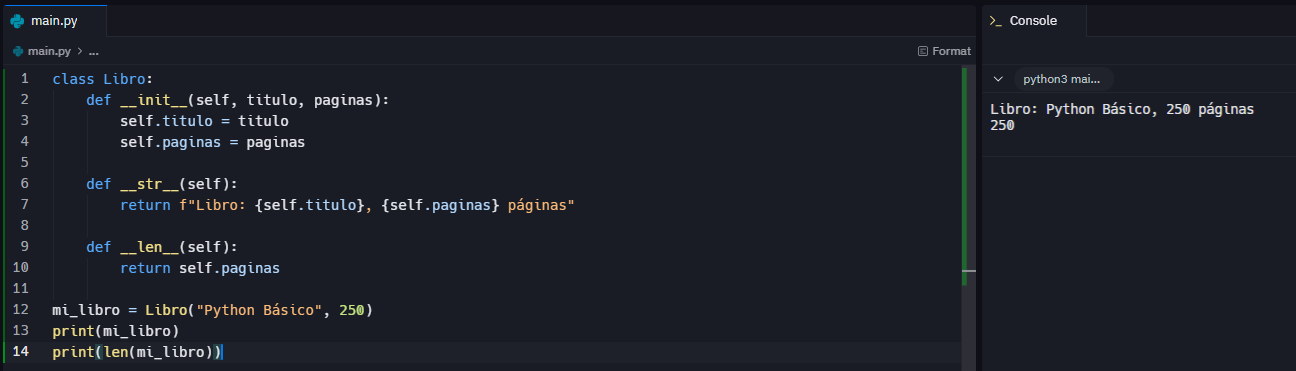 main.py
main.py > ...
Format
1 class Libro:
2     def __init__(self, titulo, paginas):
3         self.titulo = titulo
4         self.paginas = paginas
5
6     def __str__(self):
7         return f"Libro: {self.titulo}, {self.paginas} páginas"
8
9     def __len__(self):
10         return self.paginas
11
12 mi_libro = Libro("Python Básico", 250)
13 print(mi_libro)
14 print(len(mi_libro))
>_ Console
python3 mai...
Libro: Python Básico, 250 páginas
250